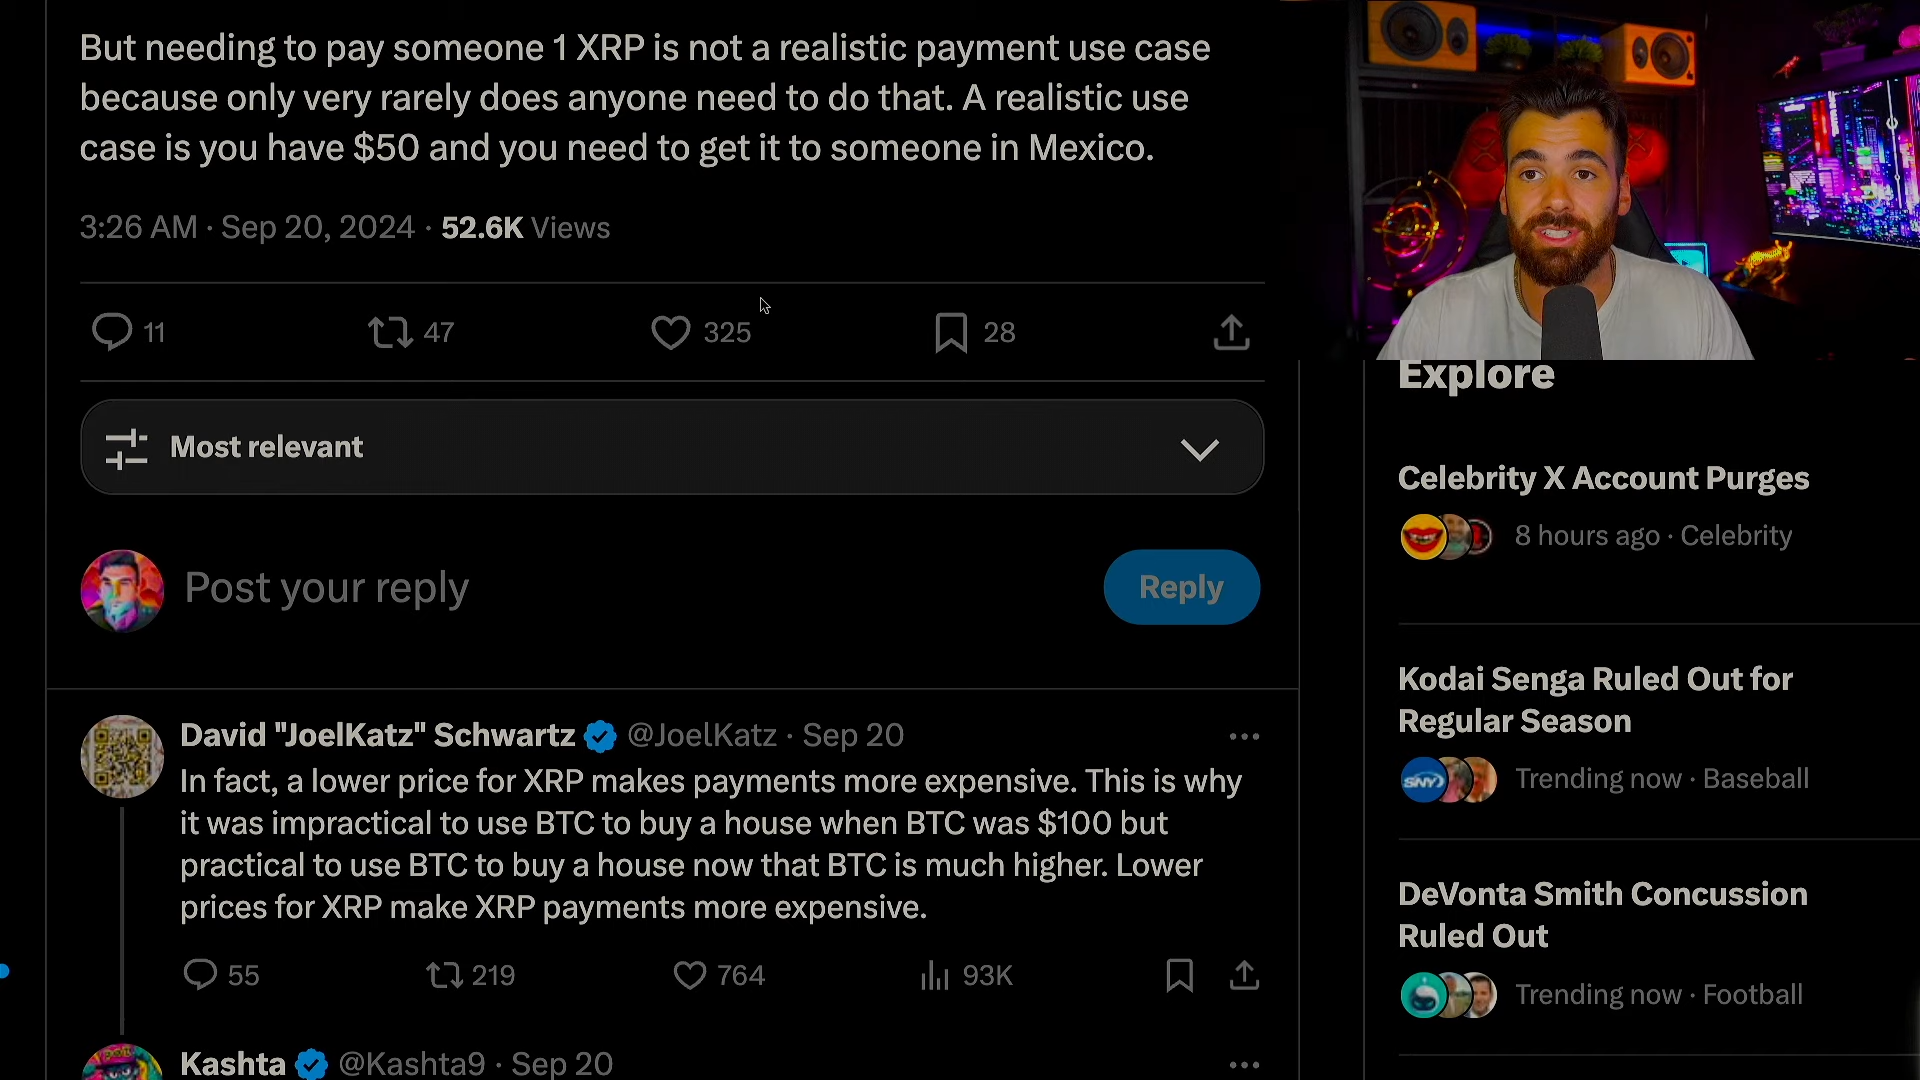 But needing to pay someone 1 XRP is not a realistic payment use case
because only very rarely does anyone need to do that. A realistic use
case is you have $50 and you need to get it to someone in Mexico.
3:26 AM · Sep 20, 2024 · 52.6K Views
11 47 325 28
Most relevant
Post your reply
Reply
David "JoelKatz" Schwartz @JoelKatz · Sep 20
In fact, a lower price for XRP makes payments more expensive. This is why
it was impractical to use BTC to buy a house when BTC was $100 but
practical to use BTC to buy a house now that BTC is much higher. Lower
prices for XRP make XRP payments more expensive.
55 219 764 93K
Kashta @Kashta9 · Sep 20
Explore
Celebrity X Account Purges
8 hours ago · Celebrity
Kodai Senga Ruled Out for
Regular Season
SNY
Trending now · Baseball
DeVonta Smith Concussion
Ruled Out
Trending now · Football